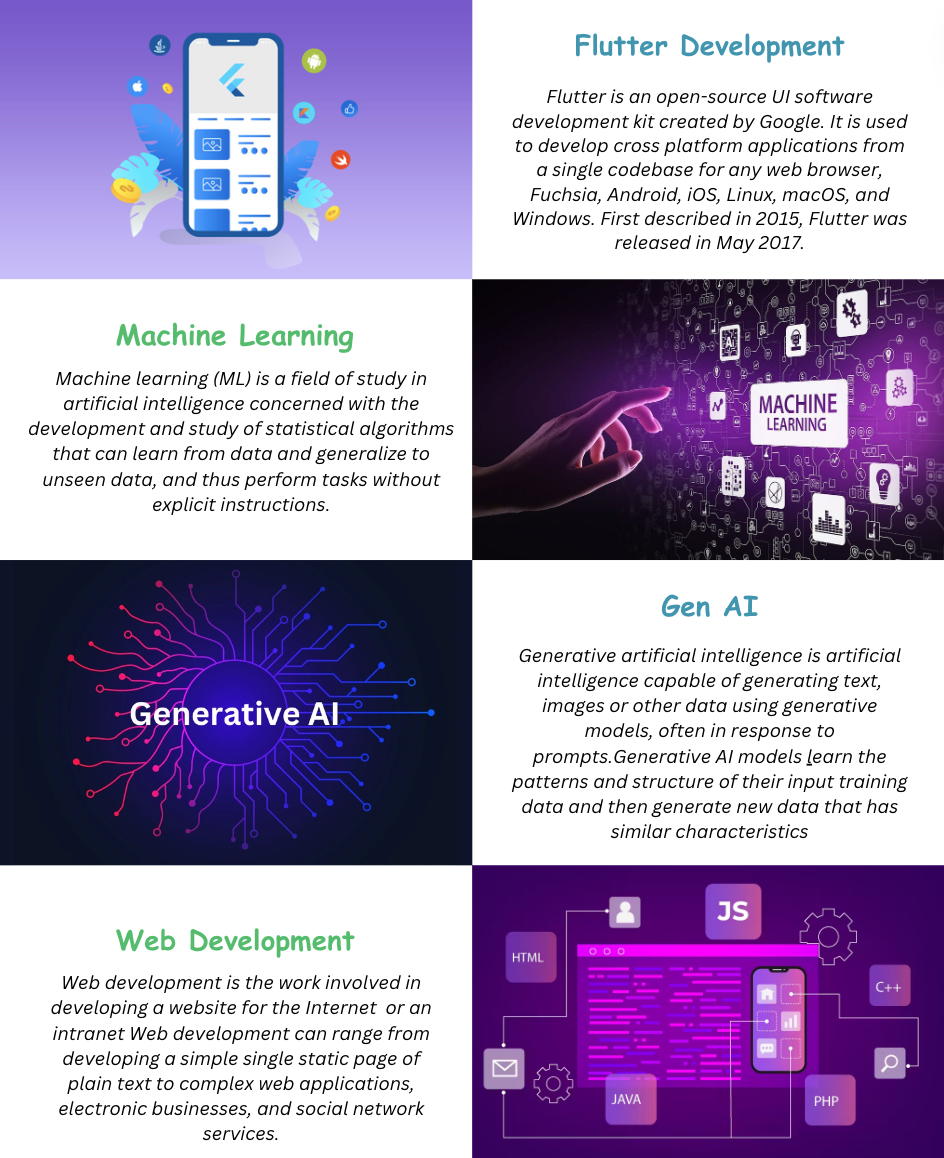 Flutter Development
Flutter is an open-source UI software
development kit created by Google. It is used
to develop cross platform applications from
a single codebase for any web browser,
Fuchsia, Android, iOS, Linux, macOS, and
Windows. First described in 2015, Flutter was
released in May 2017.
Machine Learning
Machine learning (ML) is a field of study in
artificial intelligence concerned with the
development and study of statistical algorithms
that can learn from data and generalize to
unseen data, and thus perform tasks without
explicit instructions.
AI
MACHINE
LEARNING
Generative AI
Gen AI
Generative artificial intelligence is artificial
intelligence capable of generating text,
images or other data using generative
models, often in response to
prompts.Generative AI models learn the
patterns and structure of their input training
data and then generate new data that has
similar characteristics
Web Development
Web development is the work involved in
developing a website for the Internet  or an
intranet Web development can range from
developing a simple single static page of
plain text to complex web applications,
electronic businesses, and social network
services.
JS
HTML
C++
JAVA
PHP